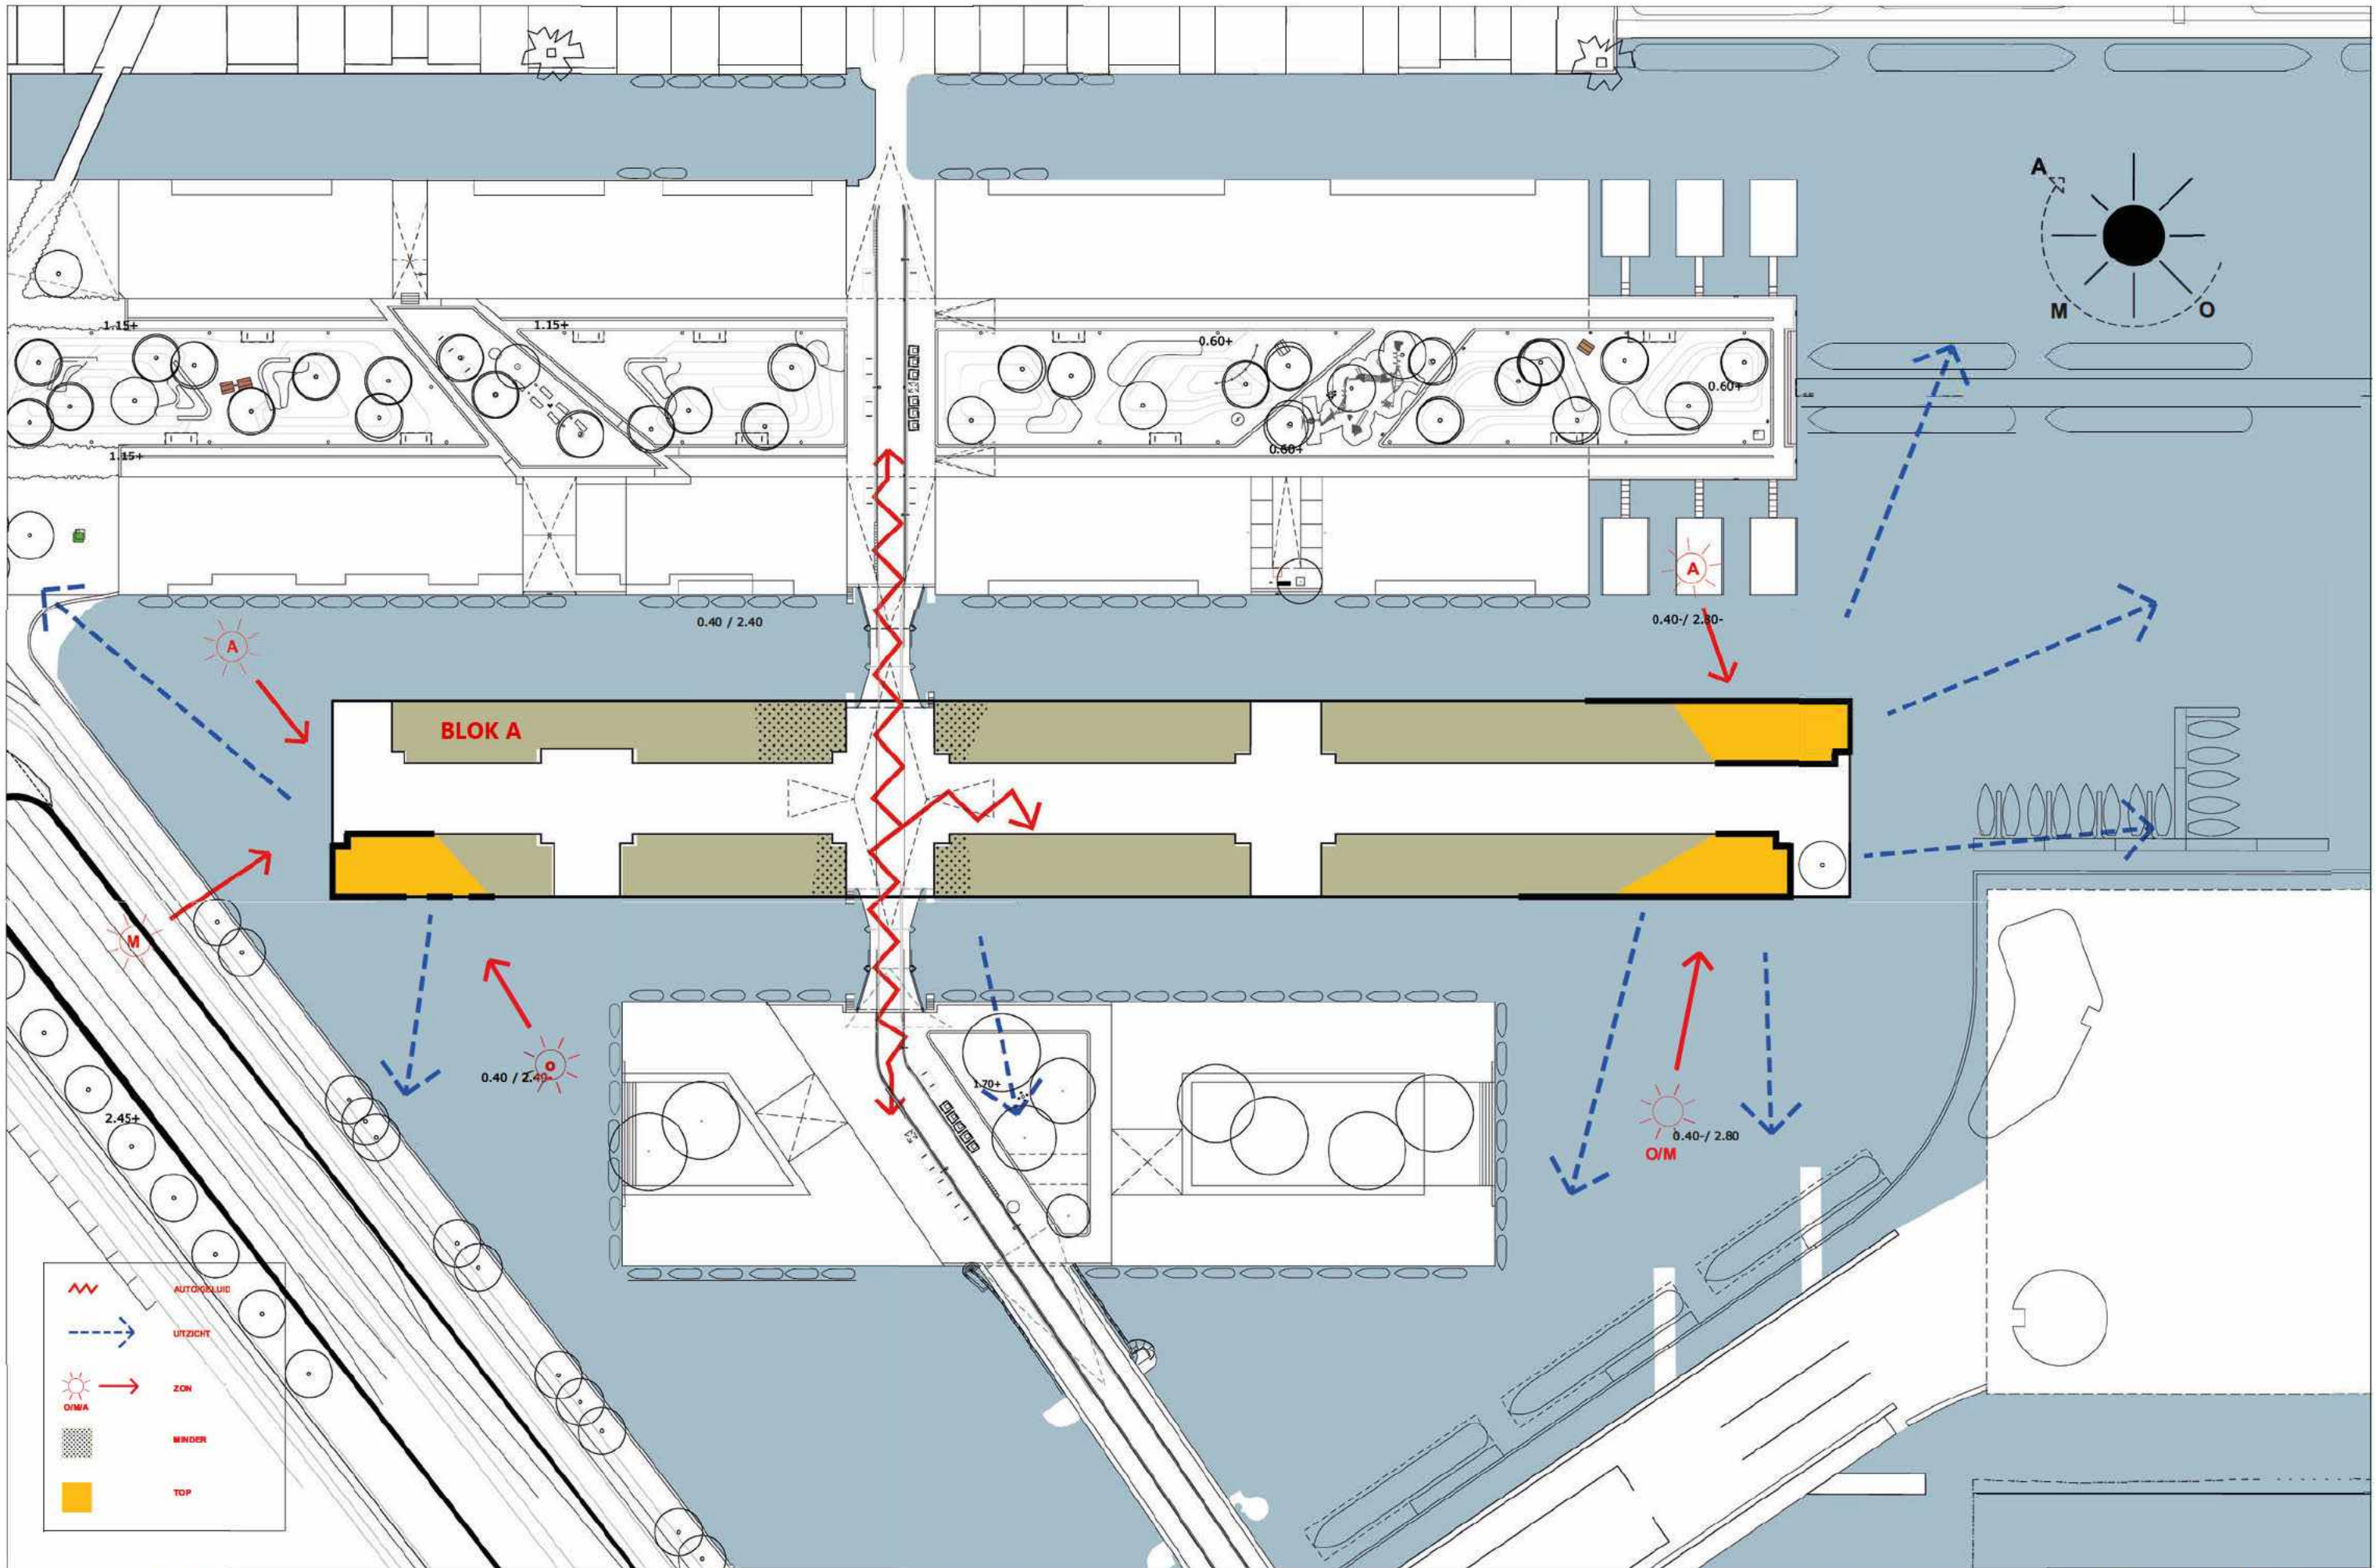 A
M
O
1.15+
1.15+
0.60+
0.60+
1.15+
0.60+
A
0.40 / 2.40
0.40-/ 2.80-
A
BLOK A
M
O
0.40 / 2.40-
1.70+
2.45+
0.40-/ 2.80
O/M
AUTOGELUID
UITZICHT
ZON
O/M/A
MINDER
TOP